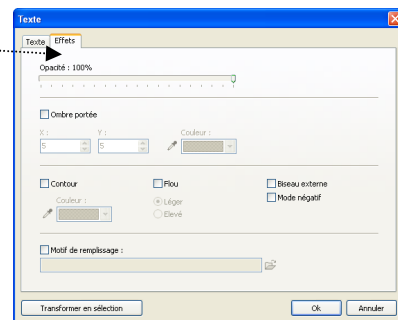 Texte
Texte Effets
Opacité : 100%
Ombre portée
X : Y : Couleur :
5 5
Contour Flou Biseau externe
Couleur : Léger Mode négatif
Elevé
Motif de remplissage :
Transformer en sélection Ok Annuler